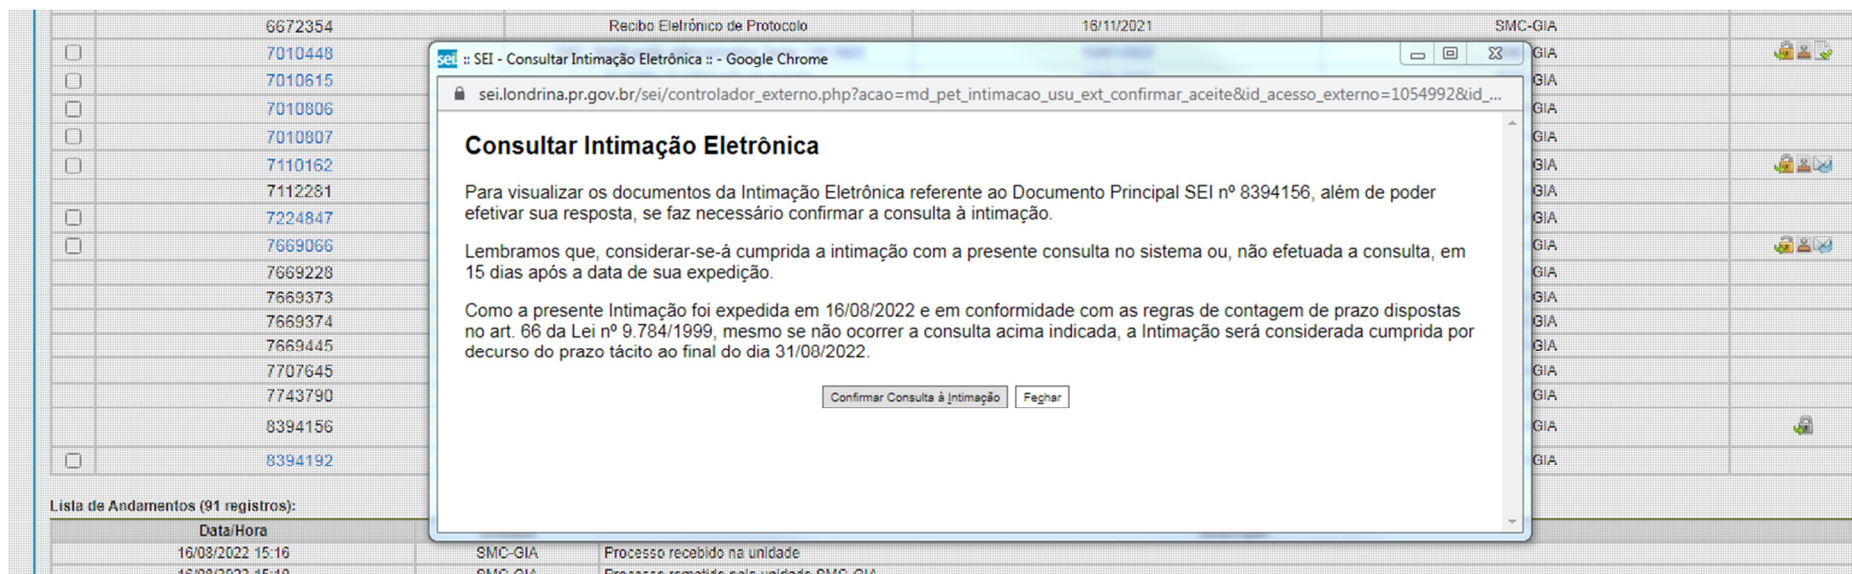 6672354 Recibo Eletrônico de Protocolo 16/11/2021 SMC-GIA
7010448 GIA
sei! :: SEI - Consultar Intimação Eletrônica :: - Google Chrome
7010615 GIA
sei.londrina.pr.gov.br/sei/controlador_externo.php?acao=md_pet_intimacao_usu_ext_confirmar_aceite&id_acesso_externo=1054992&id_...
7010806 GIA
7010807 GIA
Consultar Intimação Eletrônica
7110162 GIA
Para visualizar os documentos da Intimação Eletrônica referente ao Documento Principal SEI nº 8394156, além de poder
7112281 GIA
efetivar sua resposta, se faz necessário confirmar a consulta à intimação.
7224847 GIA
7669066 GIA
Lembramos que, considerar-se-á cumprida a intimação com a presente consulta no sistema ou, não efetuada a consulta, em
15 dias após a data de sua expedição.
7669228 GIA
7669373 GIA
Como a presente Intimação foi expedida em 16/08/2022 e em conformidade com as regras de contagem de prazo dispostas
7669374 GIA
no art. 66 da Lei nº 9.784/1999, mesmo se não ocorrer a consulta acima indicada, a Intimação será considerada cumprida por
7669445 GIA
decurso do prazo tácito ao final do dia 31/08/2022.
7707645 GIA
7743790 GIA
Confirmar Consulta à Intimação Fechar
8394156 GIA
8394192 GIA
Lista de Andamentos (91 registros):
Data/Hora
16/08/2022 15:16 SMC-GIA Processo recebido na unidade
SMC-GIA Processo remetido pela unidade SMC-GIA